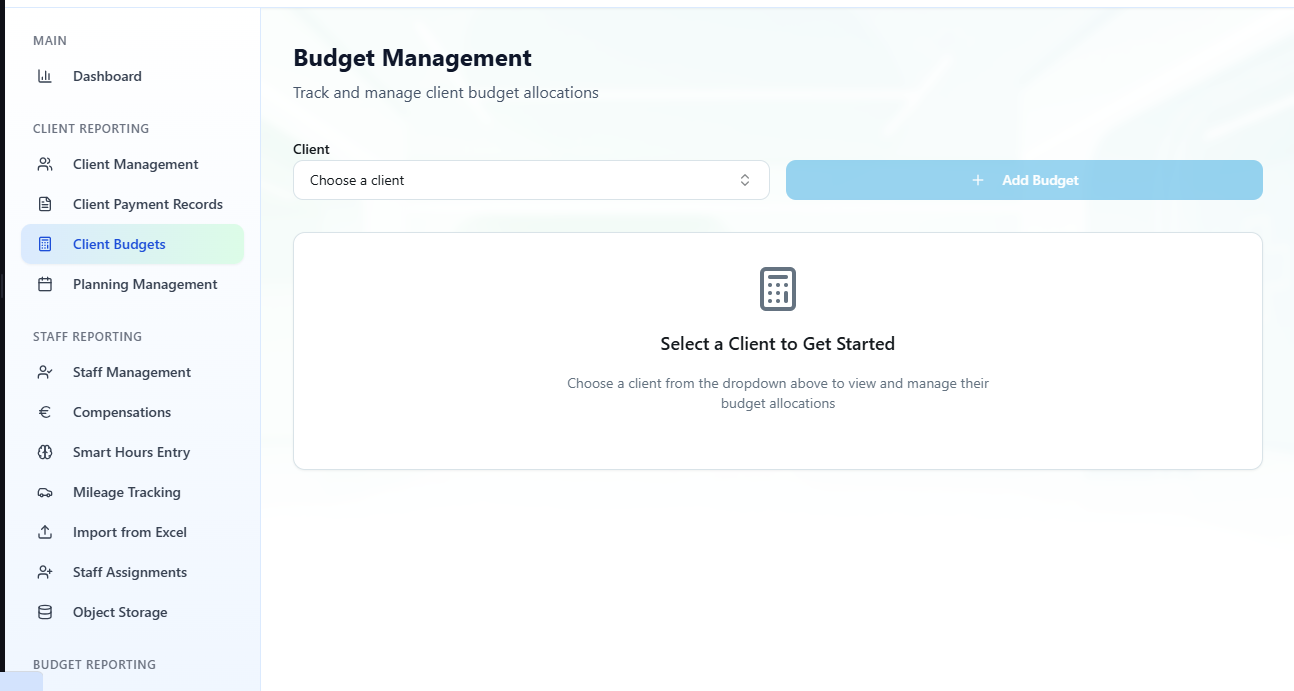 MAIN
Dashboard
CLIENT REPORTING
Client Management
Client Payment Records
Client Budgets
Planning Management
STAFF REPORTING
Staff Management
Compensations
Smart Hours Entry
Mileage Tracking
Import from Excel
Staff Assignments
Object Storage
BUDGET REPORTING
Budget Management
Track and manage client budget allocations
Client
Choose a client
Add Budget
Select a Client to Get Started
Choose a client from the dropdown above to view and manage their
budget allocations